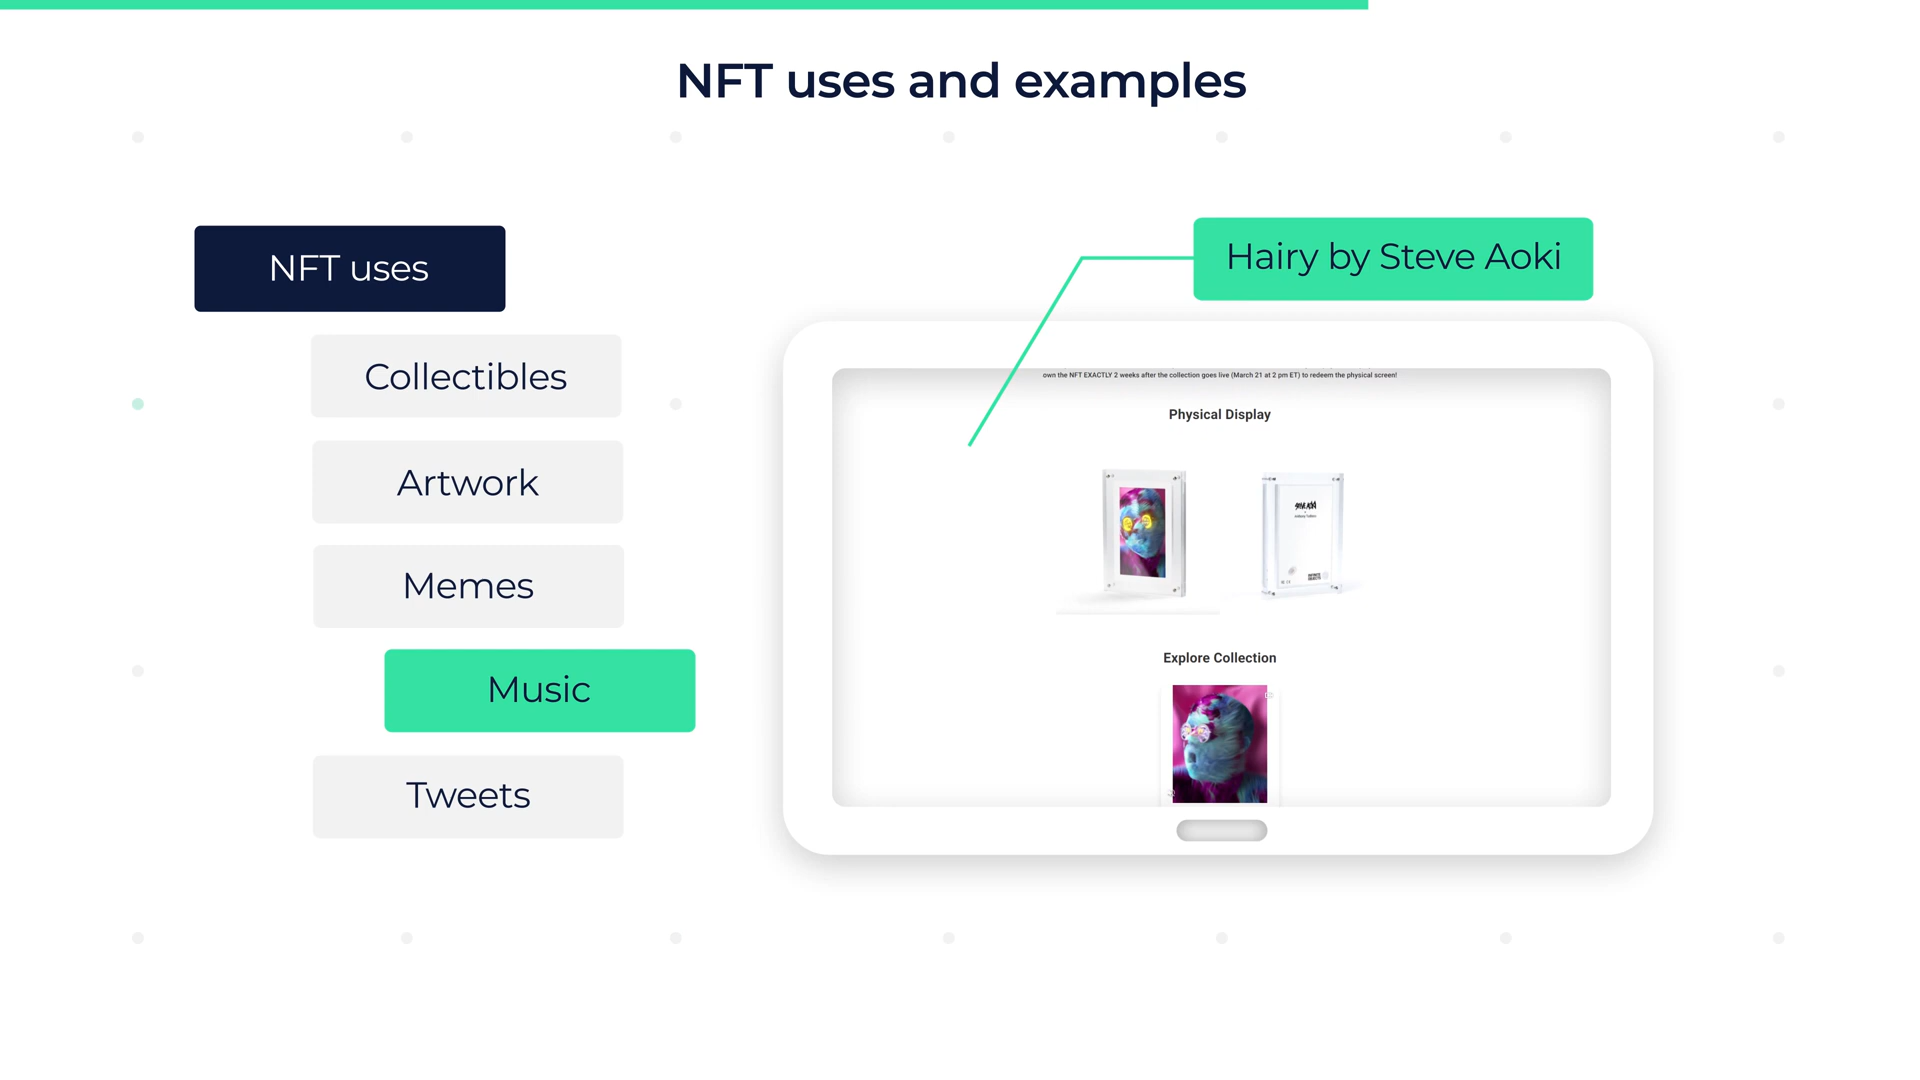 NFT uses and examples
NFT uses
Collectibles
Artwork
Memes
Music
Tweets
Hairy by Steve Aoki
own the NFT EXACTLY 2 weeks after the collection goes live (March 21 at 2 pm ET) to redeem the physical screen!
Physical Display
Explore Collection